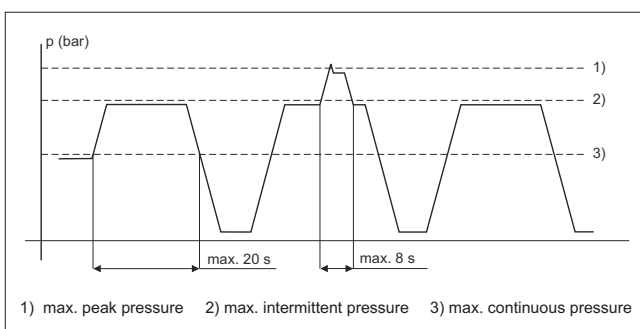 p (bar)
1)
2)
3)
max. 20 s
max. 8 s
1) max. peak pressure 2) max. intermittent pressure 3) max. continuous pressure